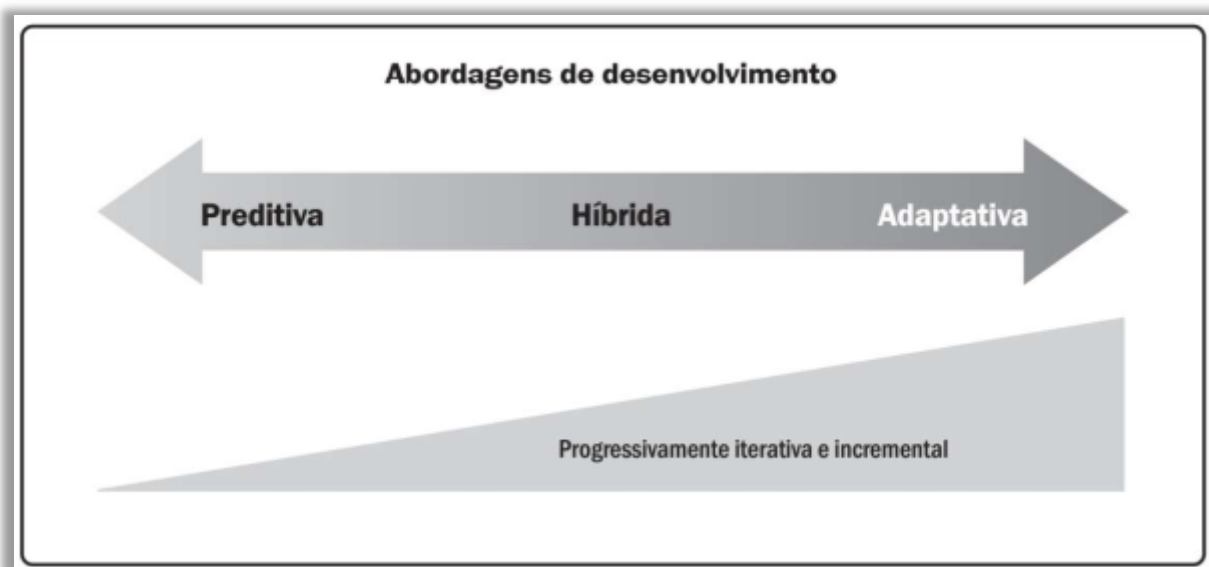 Abordagens de desenvolvimento
Preditiva Híbrida Adaptativa
Progressivamente iterativa e incremental